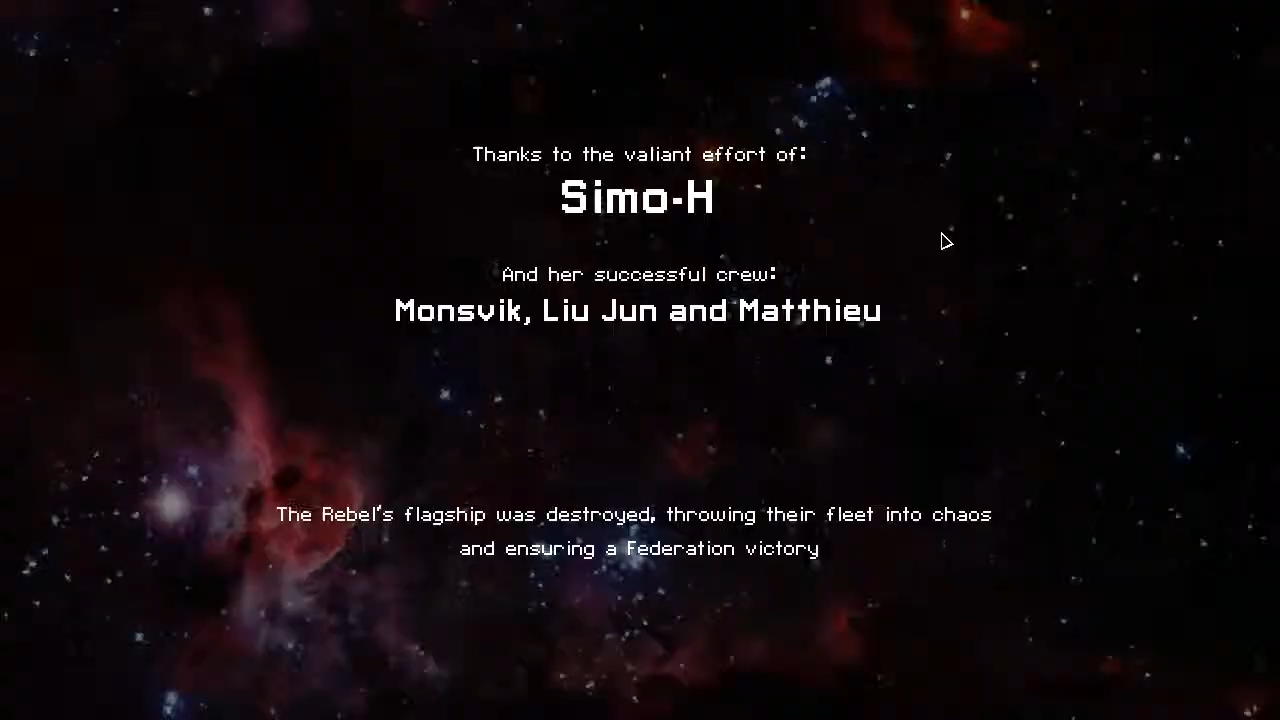 Thanks to the valiant effort of:
Simo-H
And her successful crew:
Monsvik, Liu Jun and Matthieu
The Rebel's flagship was destroyed, throwing their fleet into chaos
and ensuring a Federation victory